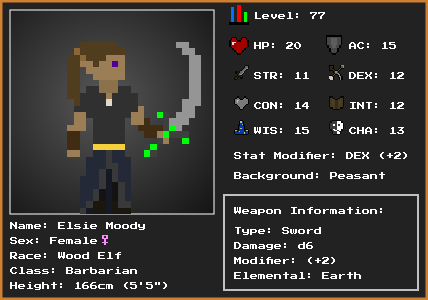 Level: 77
HP: 20 AC: 15
STR: 11 DEX: 12
CON: 14 INT: 12
WIS: 15 CHA: 13
Stat Modifier: DEX (+2)
Background: Peasant
Weapon Information:
Type: Sword
Damage: d6
Modifier: (+2)
Elemental: Earth
Name: Elsie Moody
Sex: Female♀
Race: Wood Elf
Class: Barbarian
Height: 166cm (5'5")